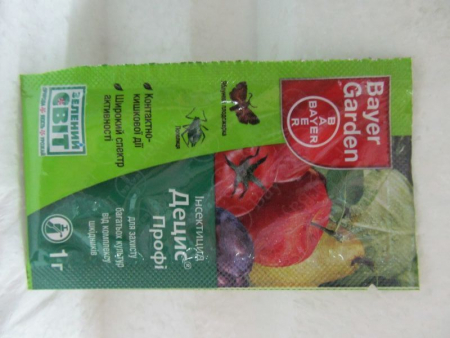 Bayer
Garden
B
A
BAYER
E
R
Попелиця
Контактно-
кишкової дії
Широкий спектр
активності
ЗЕЛЕНИЙ
СВІТ
Інсектицид
Децис®
Профі
для захисту
багатьох культур
від комплексу
шкідників
1 г